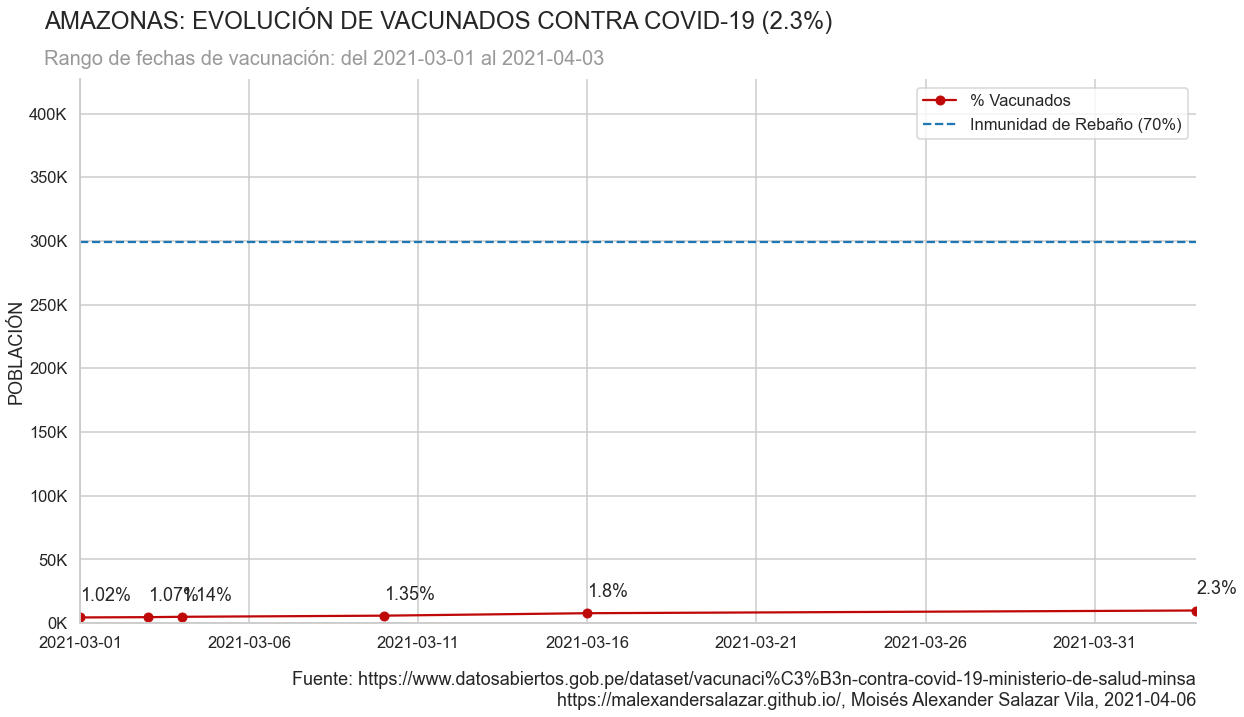 AMAZONAS: EVOLUCIÓN DE VACUNADOS CONTRA COVID-19 (2.3%)
Rango de fechas de vacunación: del 2021-03-01 al 2021-04-03
% Vacunados
Inmunidad de Rebaño (70%)
400K
350K
300K
250K
200K
150K
100K
50K
0K
POBLACIÓN
1.02% 1.07% 1.14% 1.35% 1.8% 2.3%
2021-03-01 2021-03-06 2021-03-11 2021-03-16 2021-03-21 2021-03-26 2021-03-31
Fuente: https://www.datosabiertos.gob.pe/dataset/vacunaci%C3%B3n-contra-covid-19-ministerio-de-salud-minsa
https://malexandersalazar.github.io/, Moisés Alexander Salazar Vila, 2021-04-06